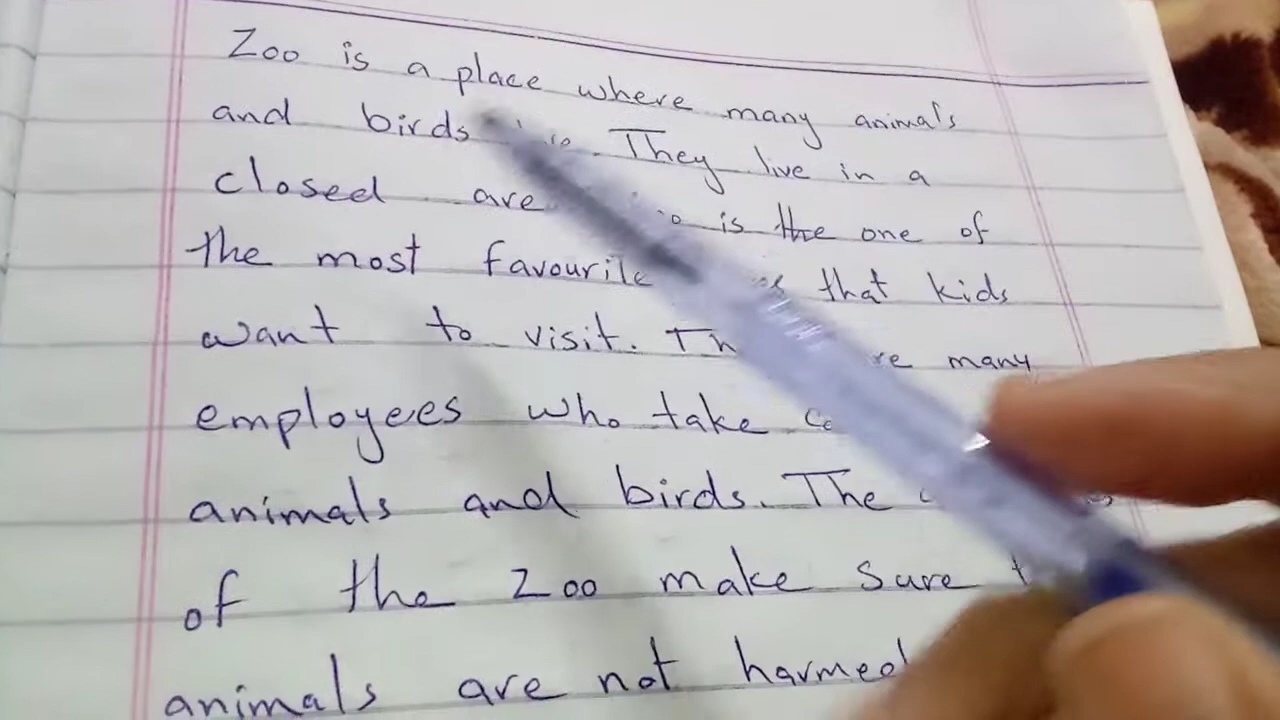 Zoo is a place where many animals
and birds They live in a
closed is the one of
the most favourite that kids
want to visit. many
employees who take
animals and birds. The
of the Zoo make sure
animals are not harmed